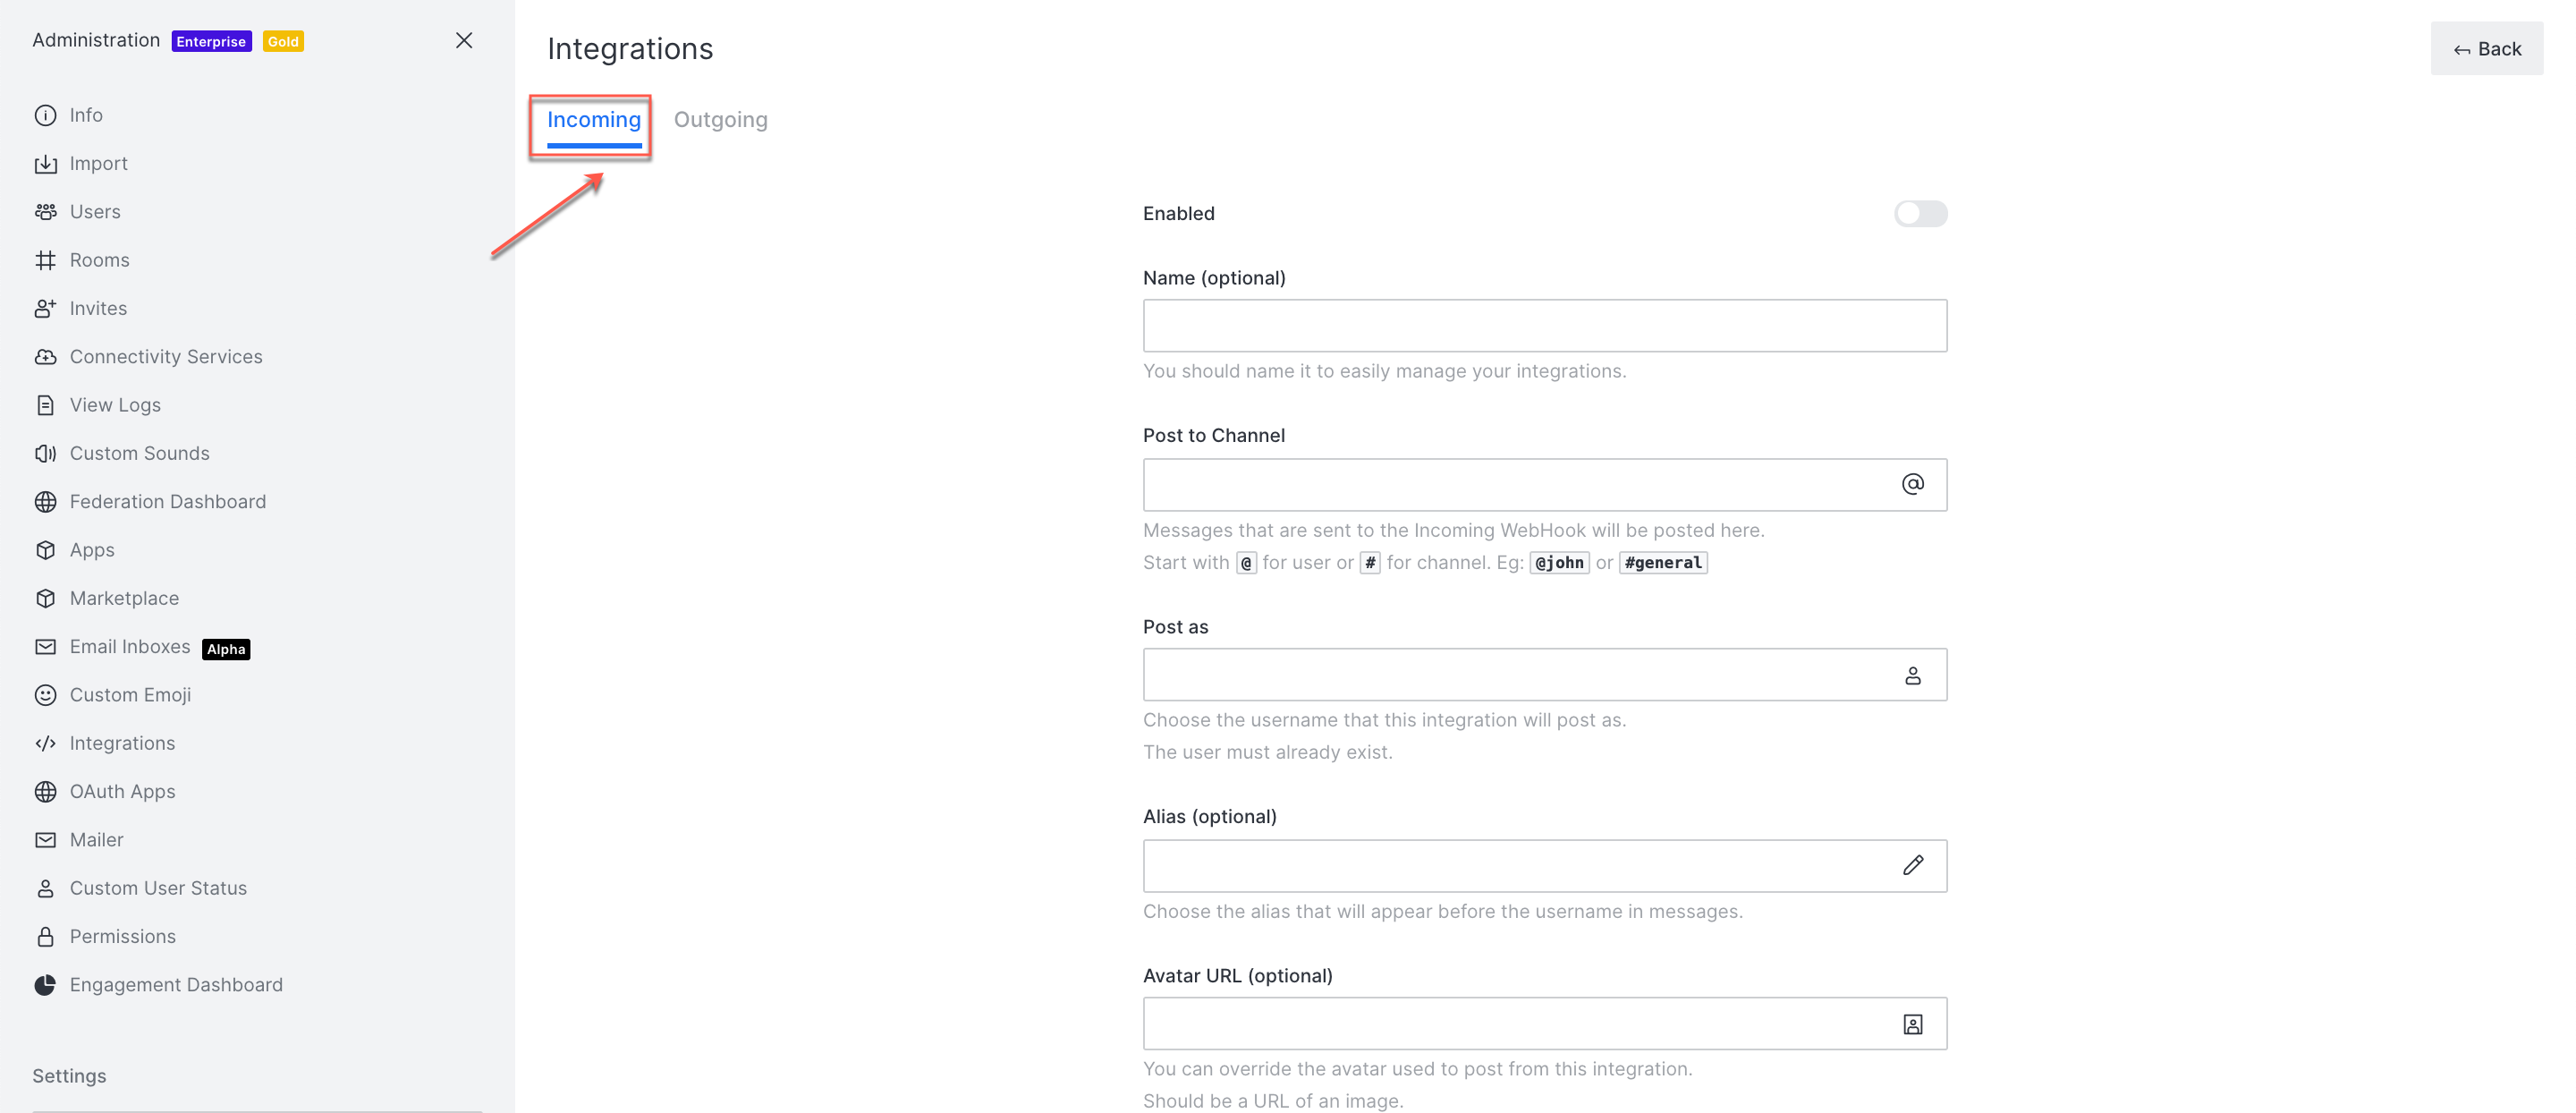 Administration Enterprise Gold
Info
Import
Users
Rooms
Invites
Connectivity Services
View Logs
Custom Sounds
Federation Dashboard
Apps
Marketplace
Email Inboxes Alpha
Custom Emoji
Integrations
OAuth Apps
Mailer
Custom User Status
Permissions
Engagement Dashboard
Settings
Integrations
Back
Incoming Outgoing
Enabled
Name (optional)
You should name it to easily manage your integrations.
Post to Channel
Messages that are sent to the Incoming WebHook will be posted here.
Start with @ for user or # for channel. Eg: @john or #general
Post as
Choose the username that this integration will post as.
The user must already exist.
Alias (optional)
Choose the alias that will appear before the username in messages.
Avatar URL (optional)
You can override the avatar used to post from this integration.
Should be a URL of an image.